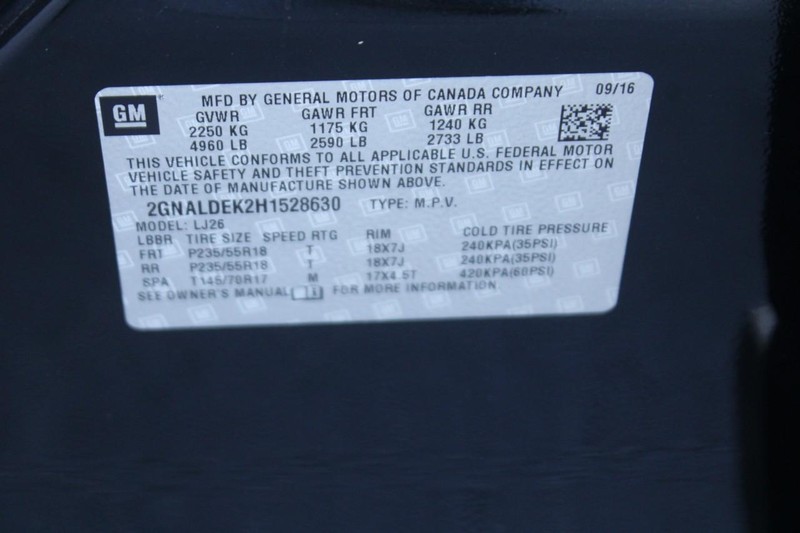 GM
MFD BY GENERAL MOTORS OF CANADA COMPANY 09/16
GVWR GAWR FRT GAWR RR
2250 KG 1175 KG 1240 KG
4960 LB 2590 LB 2733 LB
THIS VEHICLE CONFORMS TO ALL APPLICABLE U.S. FEDERAL MOTOR
VEHICLE SAFETY AND THEFT PREVENTION STANDARDS IN EFFECT ON
THE DATE OF MANUFACTURE SHOWN ABOVE.
2GNALDEK2H1528630 TYPE: M.P.V.
MODEL: LJ26
LBBR TIRE SIZE SPEED RTG RIM COLD TIRE PRESSURE
FRT P235/55R18 T 18X7J 240KPA(35PSI)
RR P235/55R18 T 18X7J 240KPA(35PSI)
SPA T145/70R17 M 17X4.5T 420KPA(60PSI)
SEE OWNER'S MANUAL FOR MORE INFORMATION